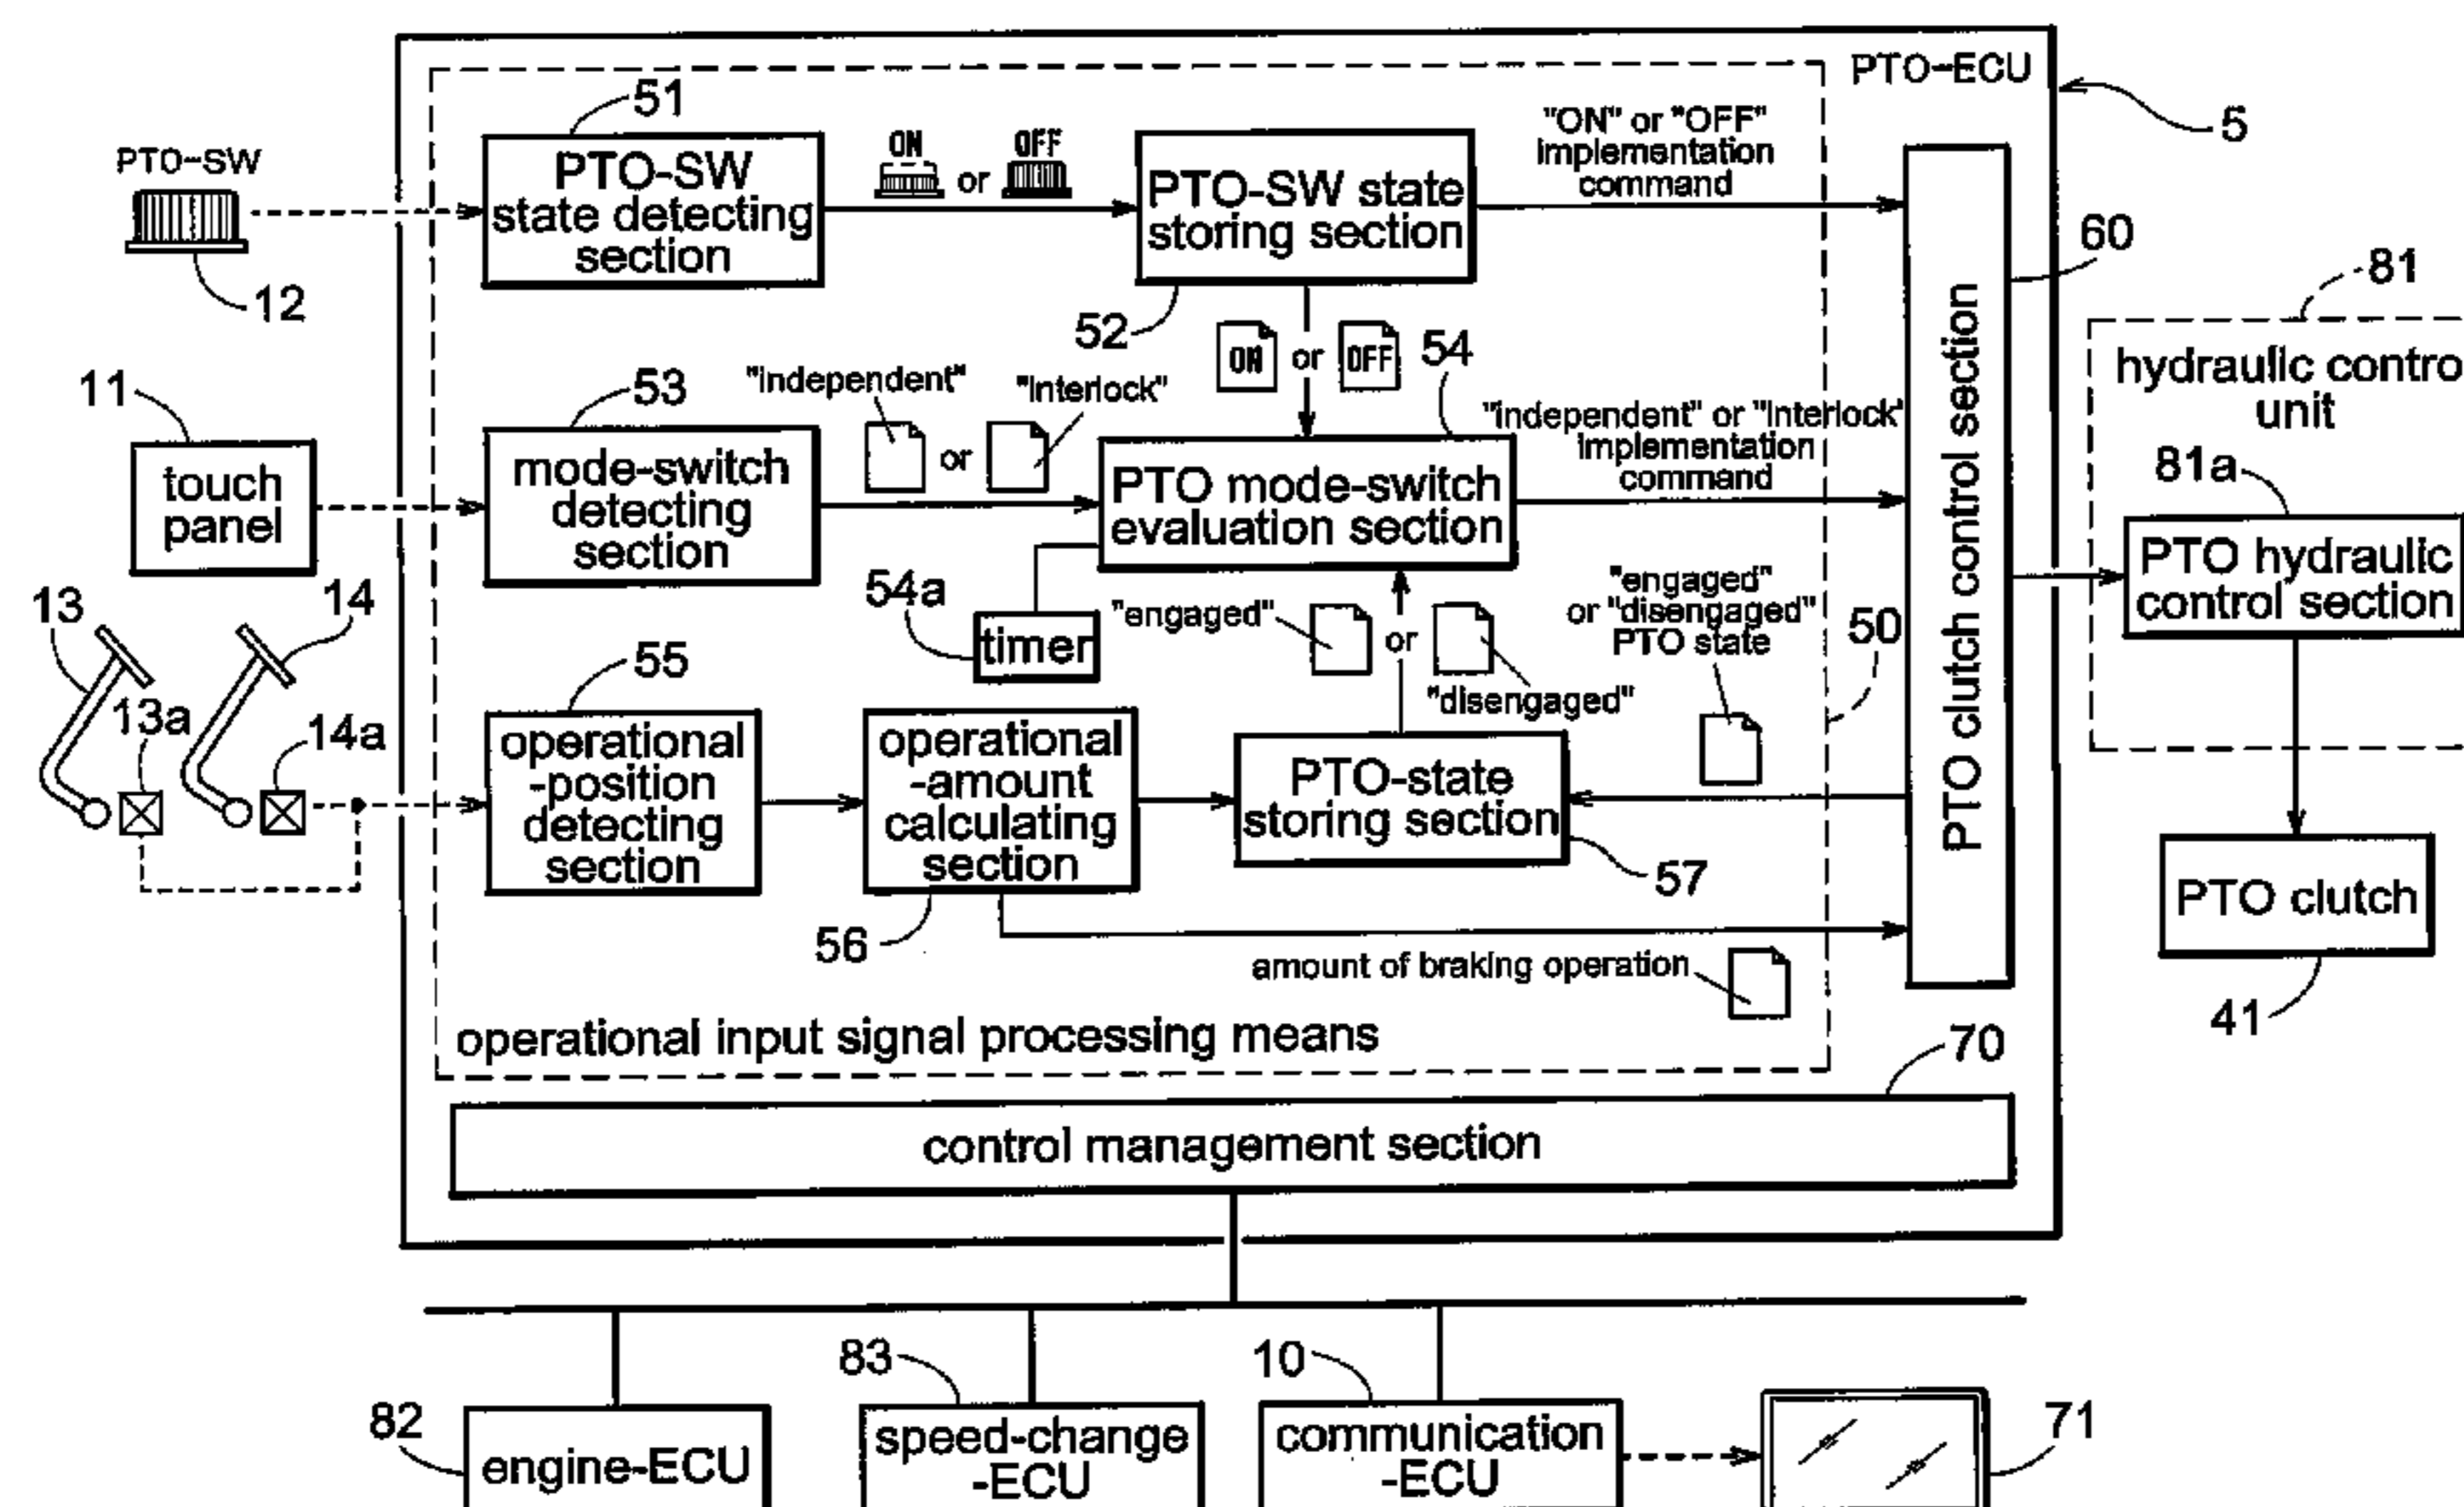 PTO-ECU
5
51
PTO-SW
12
PTO-SW
state detecting
section
ON
or
OFF
PTO-SW state
storing section
52
"ON" or "OFF"
implementation
command
60
ON
or
OFF
81
hydraulic contro
unit
81a
PTO hydraulic
control section
PTO clutch
41
11
touch
panel
53
mode-switch
detecting
section
"independent"
or
"Interlock"
54
PTO mode-switch
evaluation section
"independent" or "Interlock"
implementation
command
54a
timer
"engaged"
or
"disengaged"
"engaged"
or "disengaged"
PTO state
50
PTO clutch control section
13
14
13a
14a
55
operational
-position
detecting
section
operational
-amount
calculating
section
56
PTO-state
storing section
57
amount of braking operation
operational input signal processing means
70
control management section
82
engine-ECU
83
speed-change
-ECU
10
communication
-ECU
71